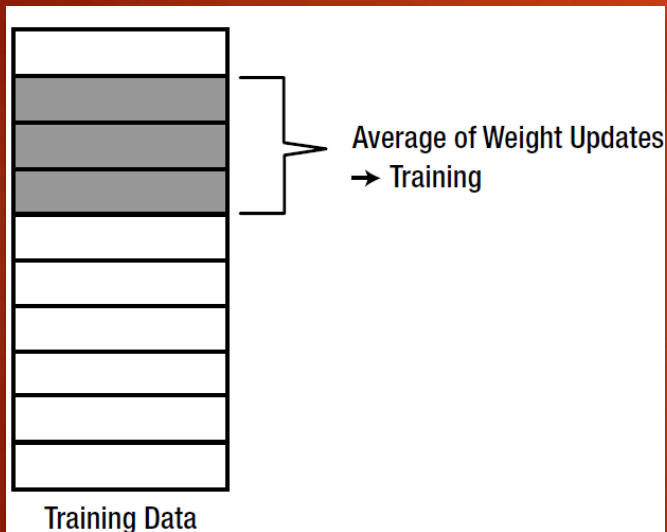 Average of Weight Updates
→ Training
Training Data